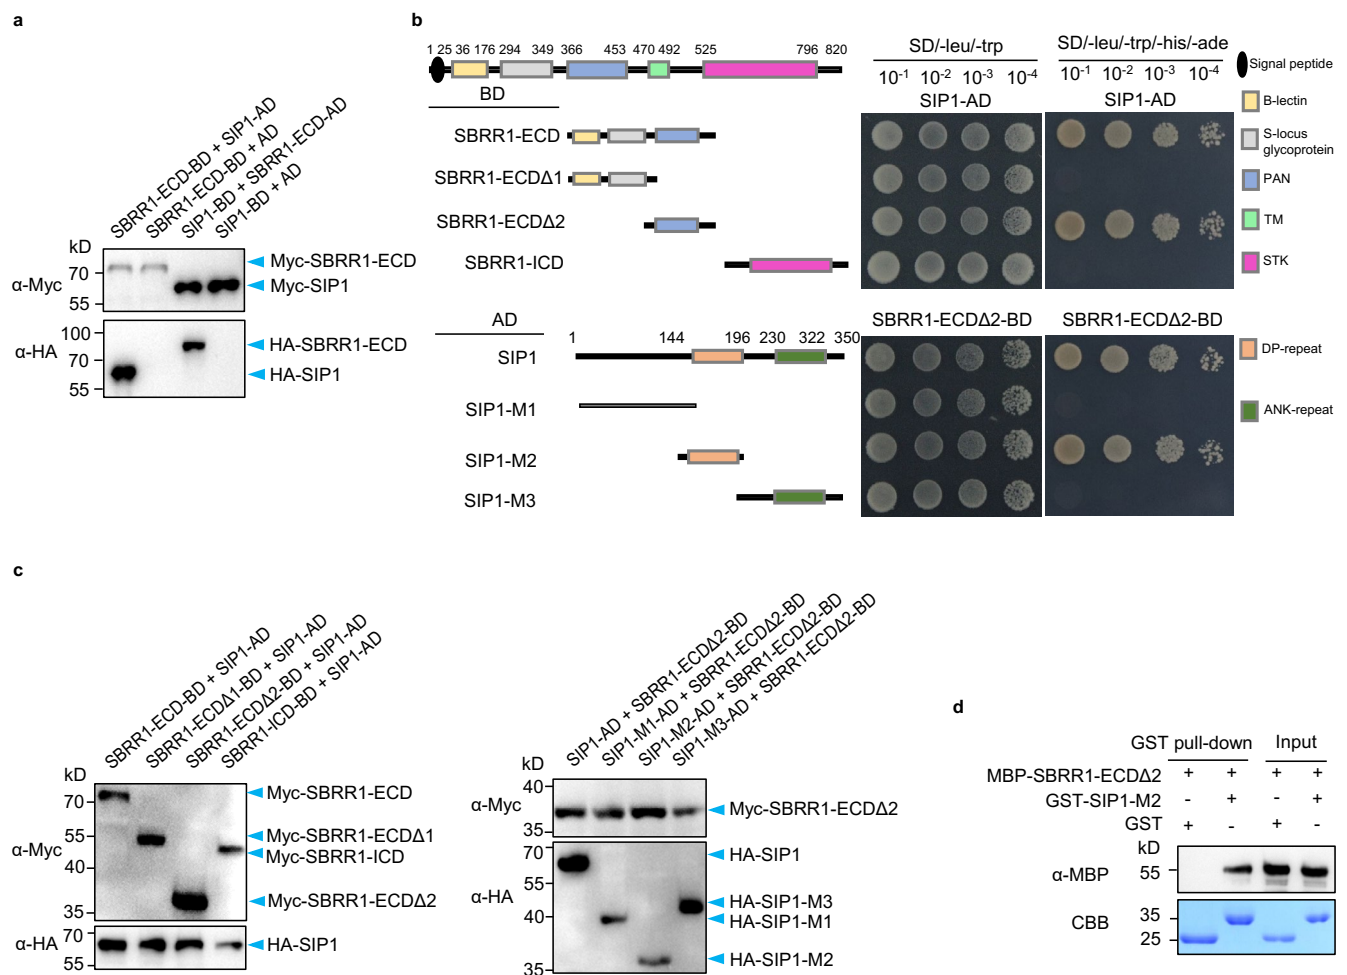 a
SBRR1-ECD-BD + SIP1-AD
SBRR1-ECD-BD + AD
SIP1-BD + SBRR1-ECD-AD
SIP1-BD + AD
kD
α-Myc
70
55
Myc-SBRR1-ECD
Myc-SIP1
α-HA
100
70
55
HA-SBRR1-ECD
HA-SIP1
b
1 25 36 176 294 349 366 453 470 492 525 796 820
BD
SBRR1-ECD
SBRR1-ECDΔ1
SBRR1-ECDΔ2
SBRR1-ICD
SD/-leu/-trp
10-1 10-2 10-3 10-4
SIP1-AD
SD/-leu/-trp/-his/-ade
10-1 10-2 10-3 10-4
SIP1-AD
Signal peptide
B-lectin
S-locus
glycoprotein
PAN
TM
STK
AD
1 144 196 230 322 350
SIP1
SIP1-M1
SIP1-M2
SIP1-M3
SBRR1-ECDΔ2-BD
SBRR1-ECDΔ2-BD
DP-repeat
ANK-repeat
c
SBRR1-ECD-BD + SIP1-AD
SBRR1-ECDΔ1-BD + SIP1-AD
SBRR1-ECDΔ2-BD + SIP1-AD
SBRR1-ICD-BD + SIP1-AD
kD
α-Myc
70
55
40
35
Myc-SBRR1-ECD
Myc-SBRR1-ECDΔ1
Myc-SBRR1-ICD
Myc-SBRR1-ECDΔ2
α-HA
70
55
HA-SIP1
SIP1-AD + SBRR1-ECDΔ2-BD
SIP1-M1-AD + SBRR1-ECDΔ2-BD
SIP1-M2-AD + SBRR1-ECDΔ2-BD
SIP1-M3-AD + SBRR1-ECDΔ2-BD
kD
α-Myc
40
35
Myc-SBRR1-ECDΔ2
α-HA
70
55
40
35
HA-SIP1
HA-SIP1-M3
HA-SIP1-M1
HA-SIP1-M2
d
GST pull-down Input
MBP-SBRR1-ECDΔ2 + + + +
GST-SIP1-M2 - + - +
GST + - + -
kD
α-MBP 55
CBB 35
25